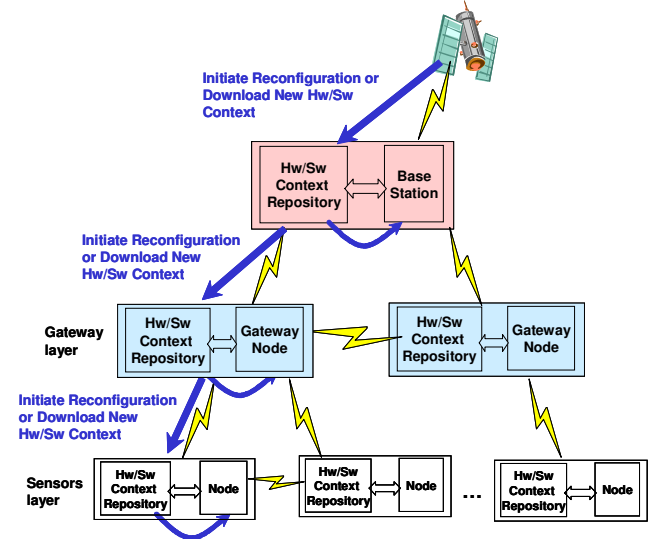 Initiate Reconfiguration or
Download New Hw/Sw
Context
Hw/Sw
Context
Repository
Base
Station
Initiate Reconfiguration
or Download New
Hw/Sw Context
Gateway
layer
Hw/Sw
Context
Repository
Gateway
Node
Hw/Sw
Context
Repository
Gateway
Node
Initiate Reconfiguration
or Download New
Hw/Sw Context
Sensors
layer
Hw/Sw
Context
Repository
Node
Hw/Sw
Context
Repository
Node
...
Hw/Sw
Context
Repository
Node